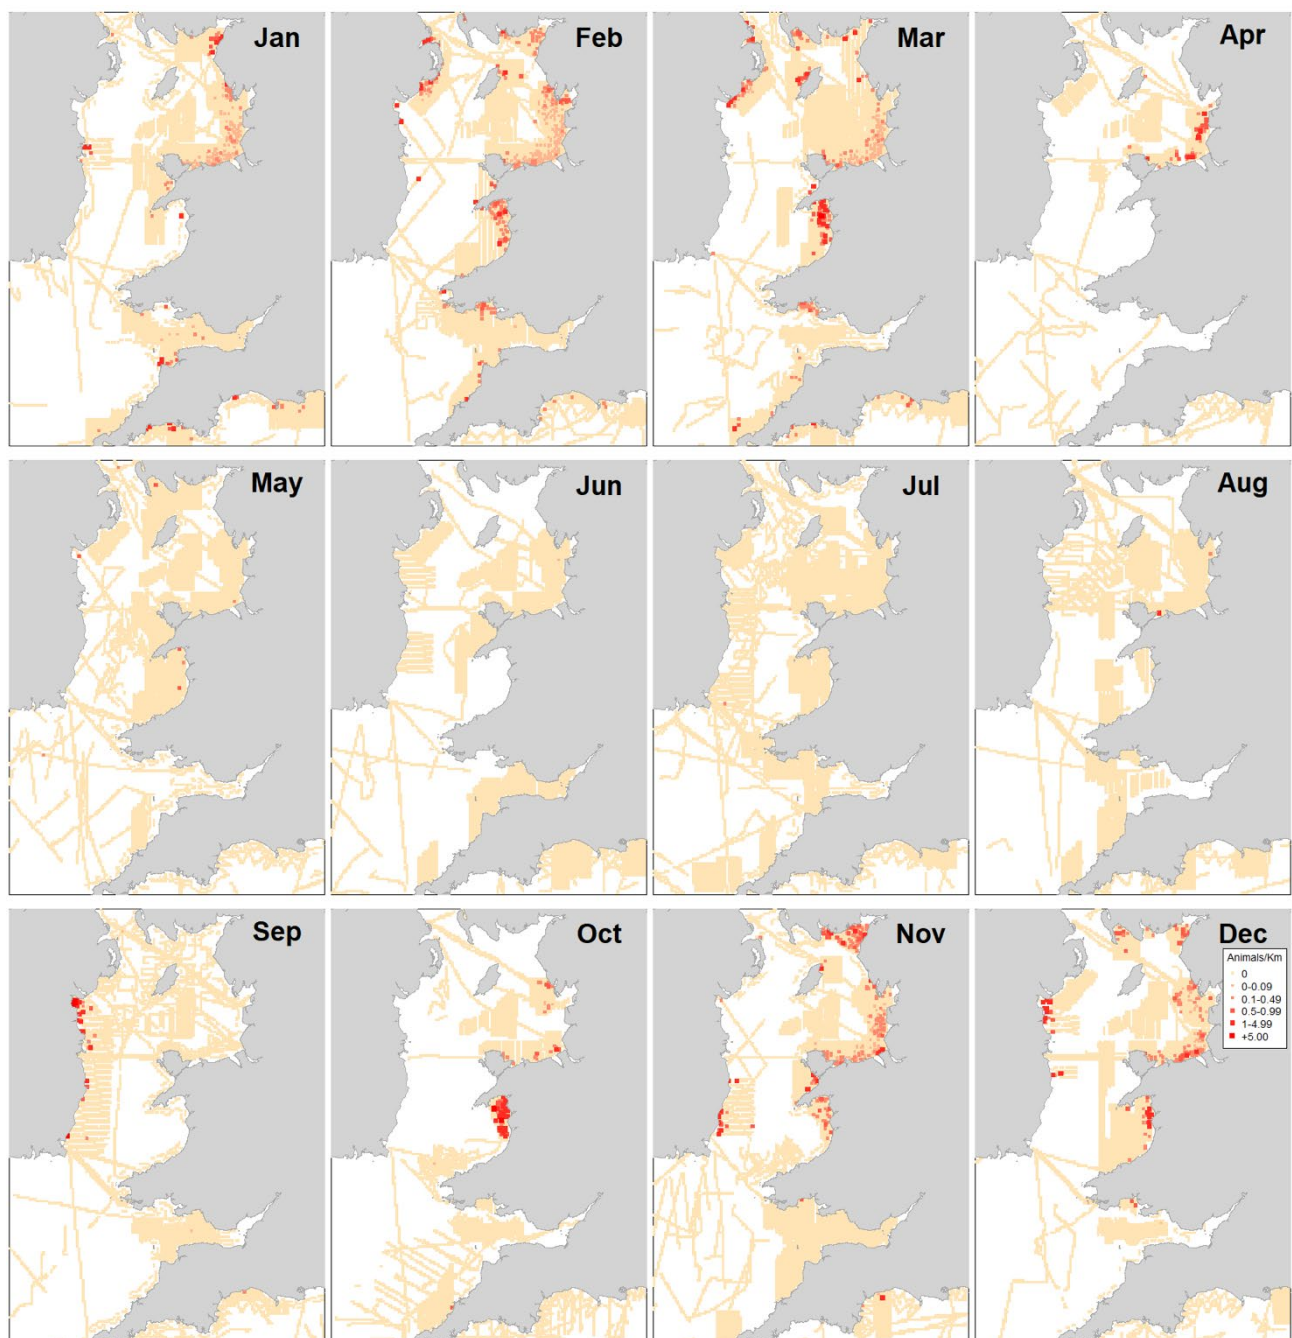 Jan
Feb
Mar
Apr
May
Jun
Jul
Aug
Sep
Oct
Nov
Dec
Animals/Km
0
0-0.09
0.1-0.49
0.5-0.99
1-4.99
+5.00